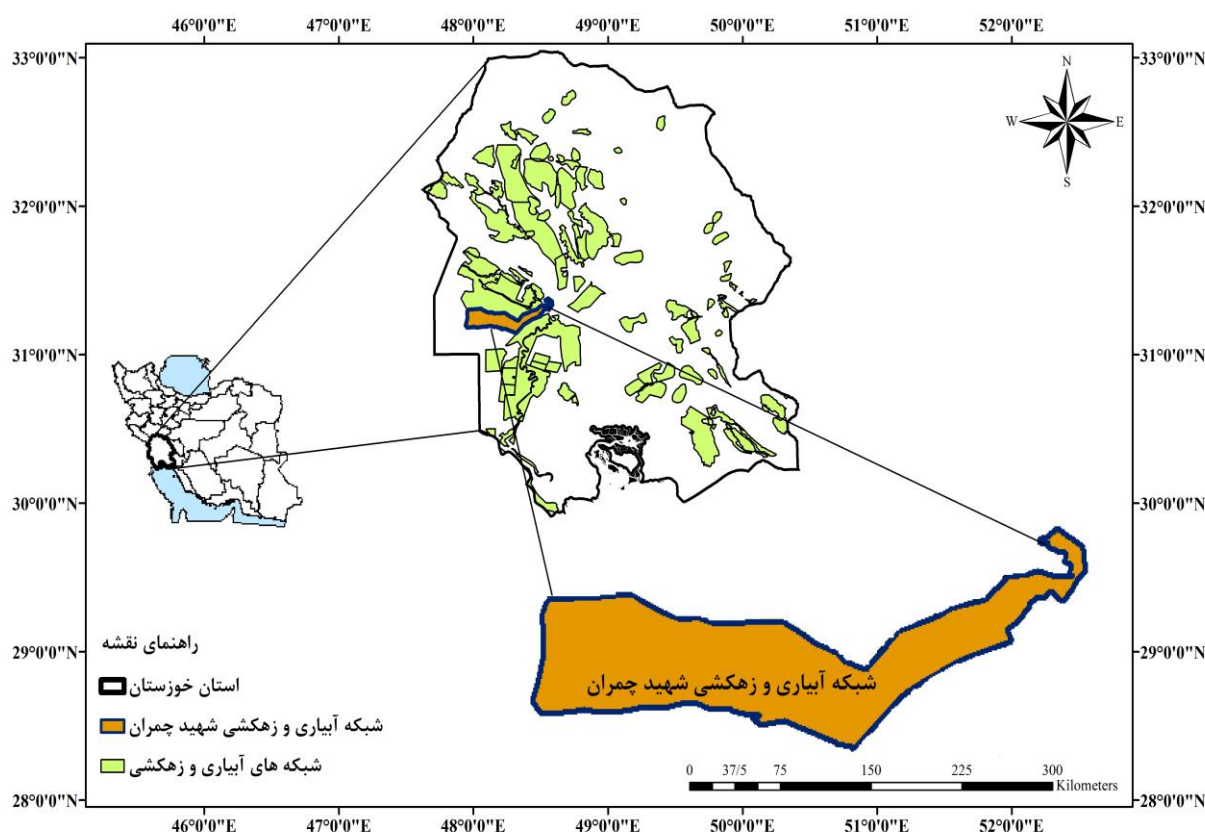 46°0'0"E 47°0'0"E 48°0'0"E 49°0'0"E 50°0'0"E 51°0'0"E 52°0'0"E
33°0'0"N 33°0'0"N
N
W E
S
32°0'0"N 32°0'0"N
31°0'0"N 31°0'0"N
30°0'0"N 30°0'0"N
29°0'0"N 29°0'0"N
28°0'0"N 28°0'0"N
شبکه آبیاری و زهکشی شهید چمران
راهنمای نقشه
استان خوزستان
شبکه آبیاری و زهکشی شهید چمران
شبکه های آبیاری و زهکشی
0 37/5 75 150 225 300
Kilometers
46°0'0"E 47°0'0"E 48°0'0"E 49°0'0"E 50°0'0"E 51°0'0"E 52°0'0"E